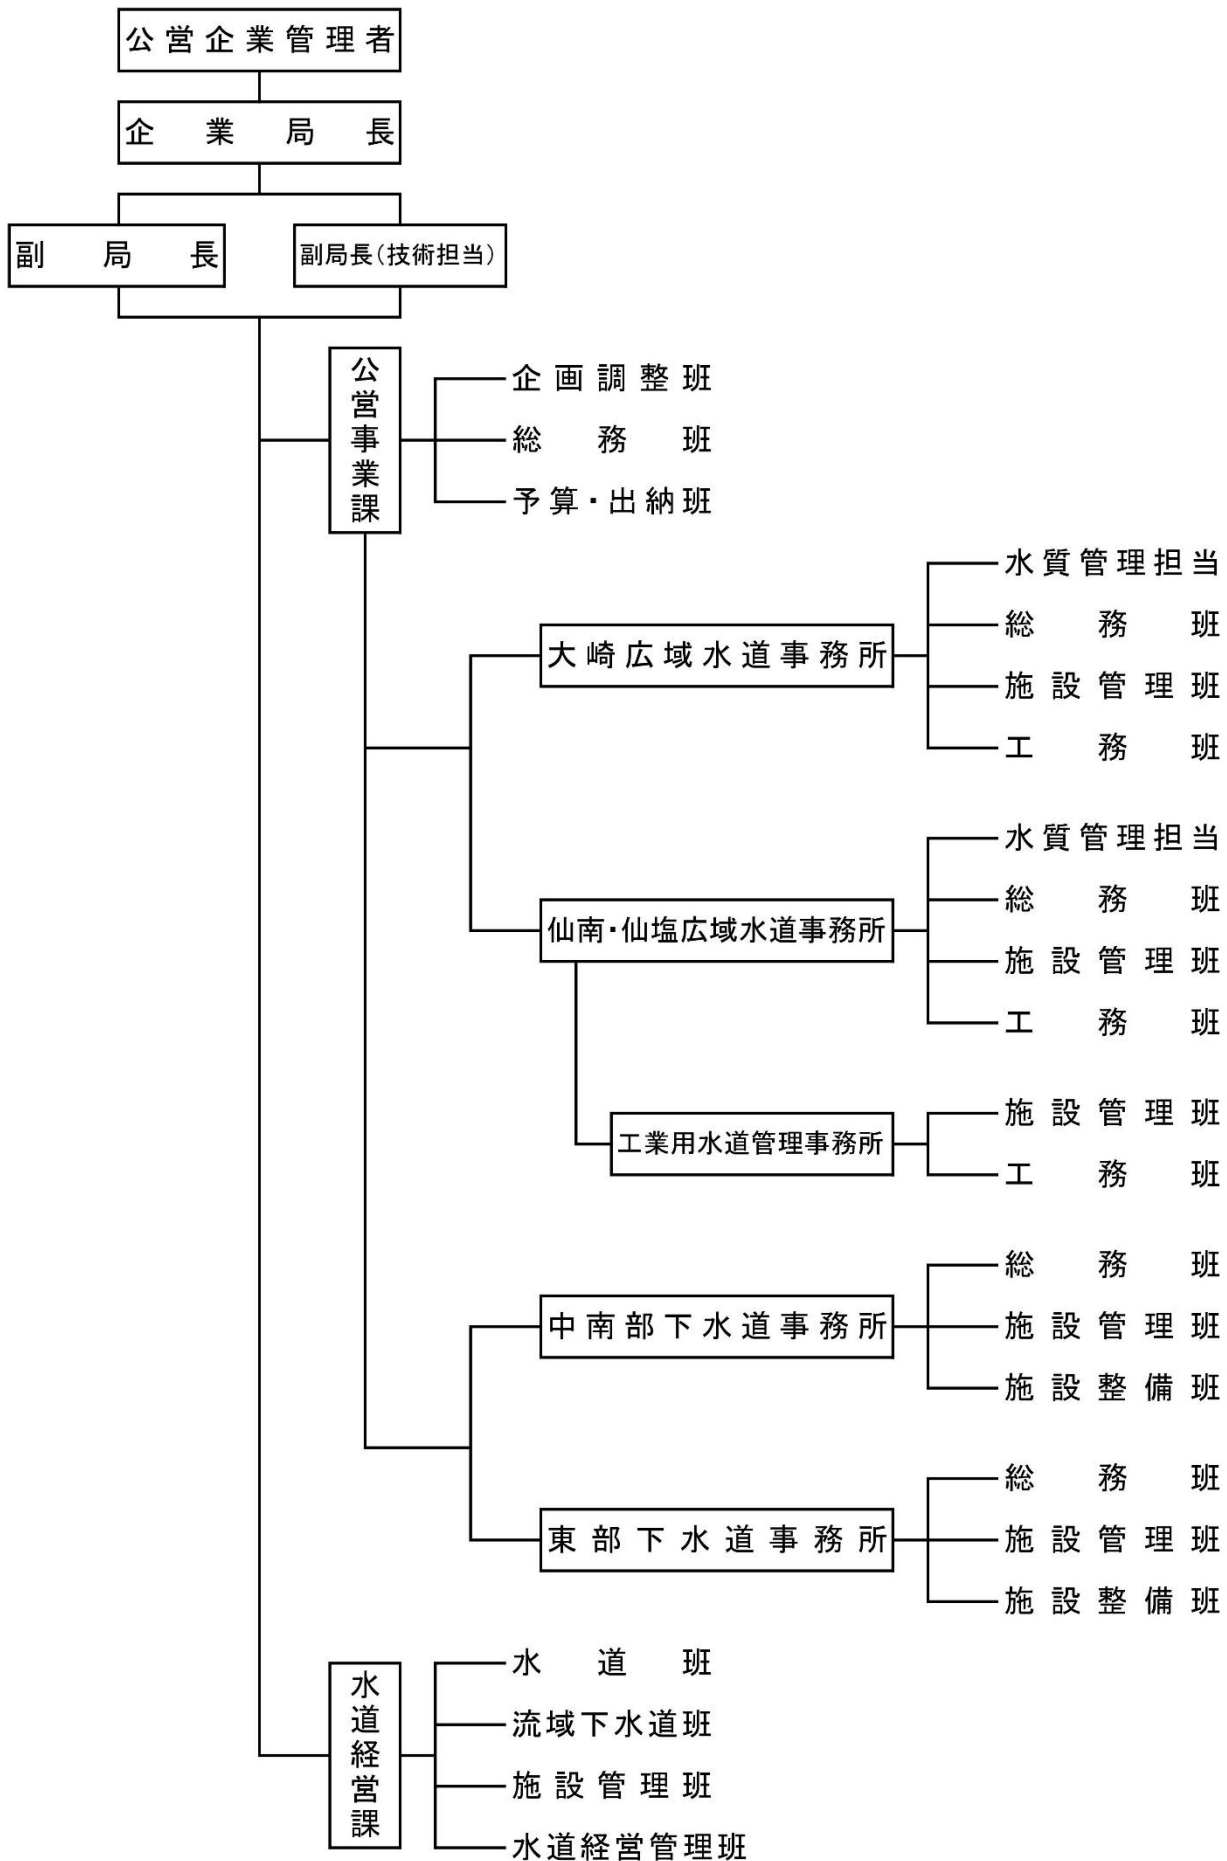 公営企業管理者
企業局長
副局長
副局長(技術担当)
公営事業課
企画調整班
総務班
予算・出納班
大崎広域水道事務所
水質管理担当
総務班
施設管理班
工務班
仙南・仙塩広域水道事務所
水質管理担当
総務班
施設管理班
工務班
工業用水道管理事務所
施設管理班
工務班
中南部下水道事務所
総務班
施設管理班
施設整備班
東部下水道事務所
総務班
施設管理班
施設整備班
水道経営課
水道班
流域下水道班
施設管理班
水道経営管理班